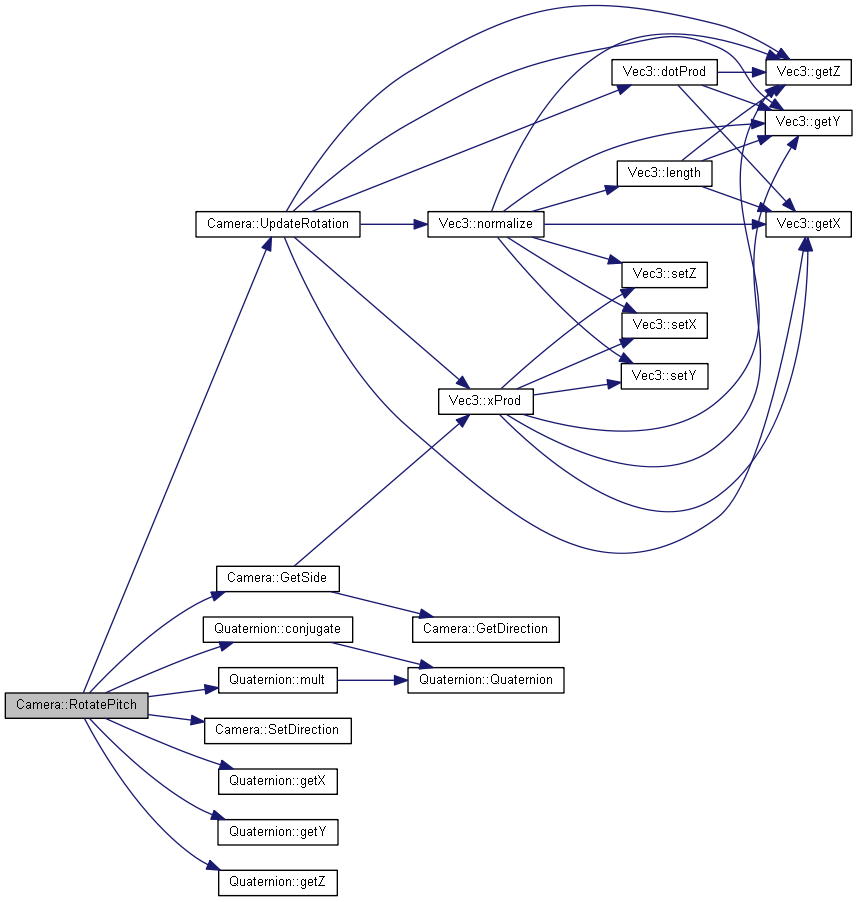 Vec3::dotProd
Vec3::getZ
Vec3::getY
Vec3::length
Camera::UpdateRotation
Vec3::normalize
Vec3::getX
Vec3::setZ
Vec3::setX
Vec3::setY
Vec3::xProd
Camera::GetSide
Quaternion::conjugate
Camera::GetDirection
Quaternion::mult
Quaternion::Quaternion
Camera::RotatePitch
Camera::SetDirection
Quaternion::getX
Quaternion::getY
Quaternion::getZ